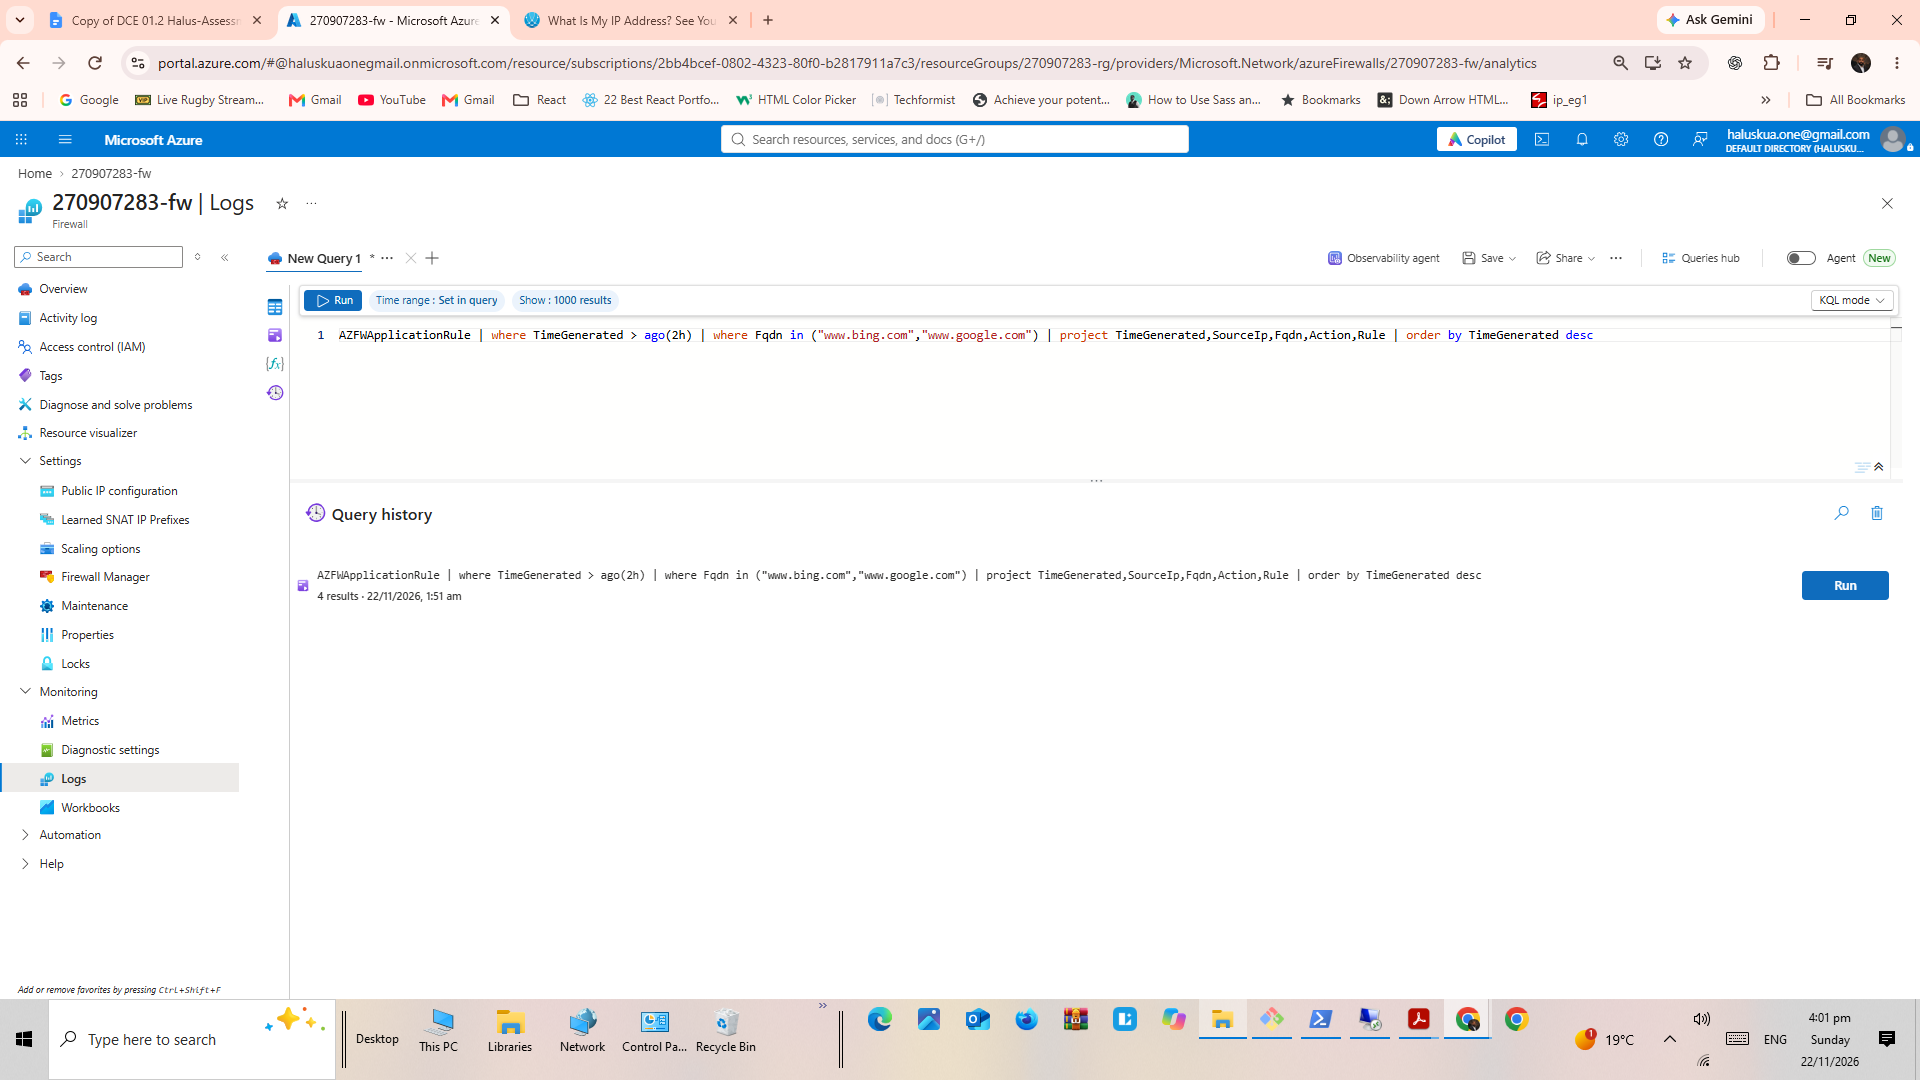 Copy of DCE 01.2 Halus-Assessm
270907283-fw - Microsoft Azure
What Is My IP Address? See You
Ask Gemini
portal.azure.com/#@haluskuaonegmail.onmicrosoft.com/resource/subscriptions/2bb4bcef-0802-4323-80f0-b2817911a7c3/resourceGroups/270907283-rg/providers/Microsoft.Network/azureFirewalls/270907283-fw/analytics
Google
Live Rugby Stream...
Gmail
YouTube
Gmail
React
22 Best React Portfo...
HTML Color Picker
Techformist
Achieve your potent...
How to Use Sass an...
Bookmarks
Down Arrow HTML...
ip_eg1
All Bookmarks
Microsoft Azure
Search resources, services, and docs (G+/)
Copilot
haluskua.one@gmail.com
DEFAULT DIRECTORY (HALUSKU...
Home
270907283-fw
270907283-fw | Logs
Firewall
Search
New Query 1 *
Observability agent
Save
Share
Queries hub
Agent
New
Run
Time range : Set in query
Show : 1000 results
KQL mode
1 AZFWApplicationRule | where TimeGenerated > ago(2h) | where Fqdn in ("www.bing.com","www.google.com") | project TimeGenerated,SourceIp,Fqdn,Action,Rule | order by TimeGenerated desc
Overview
Activity log
Access control (IAM)
Tags
Diagnose and solve problems
Resource visualizer
Settings
Public IP configuration
Learned SNAT IP Prefixes
Scaling options
Firewall Manager
Maintenance
Properties
Locks
Monitoring
Metrics
Diagnostic settings
Logs
Workbooks
Automation
Help
Add or remove favorites by pressing Ctrl+Shift+F
Query history
AZFWApplicationRule | where TimeGenerated > ago(2h) | where Fqdn in ("www.bing.com","www.google.com") | project TimeGenerated,SourceIp,Fqdn,Action,Rule | order by TimeGenerated desc
4 results · 22/11/2026, 1:51 am
Run
Type here to search
Desktop
This PC
Libraries
Network
Control Pa...
Recycle Bin
1
19°C
ENG
4:01 pm
Sunday
22/11/2026